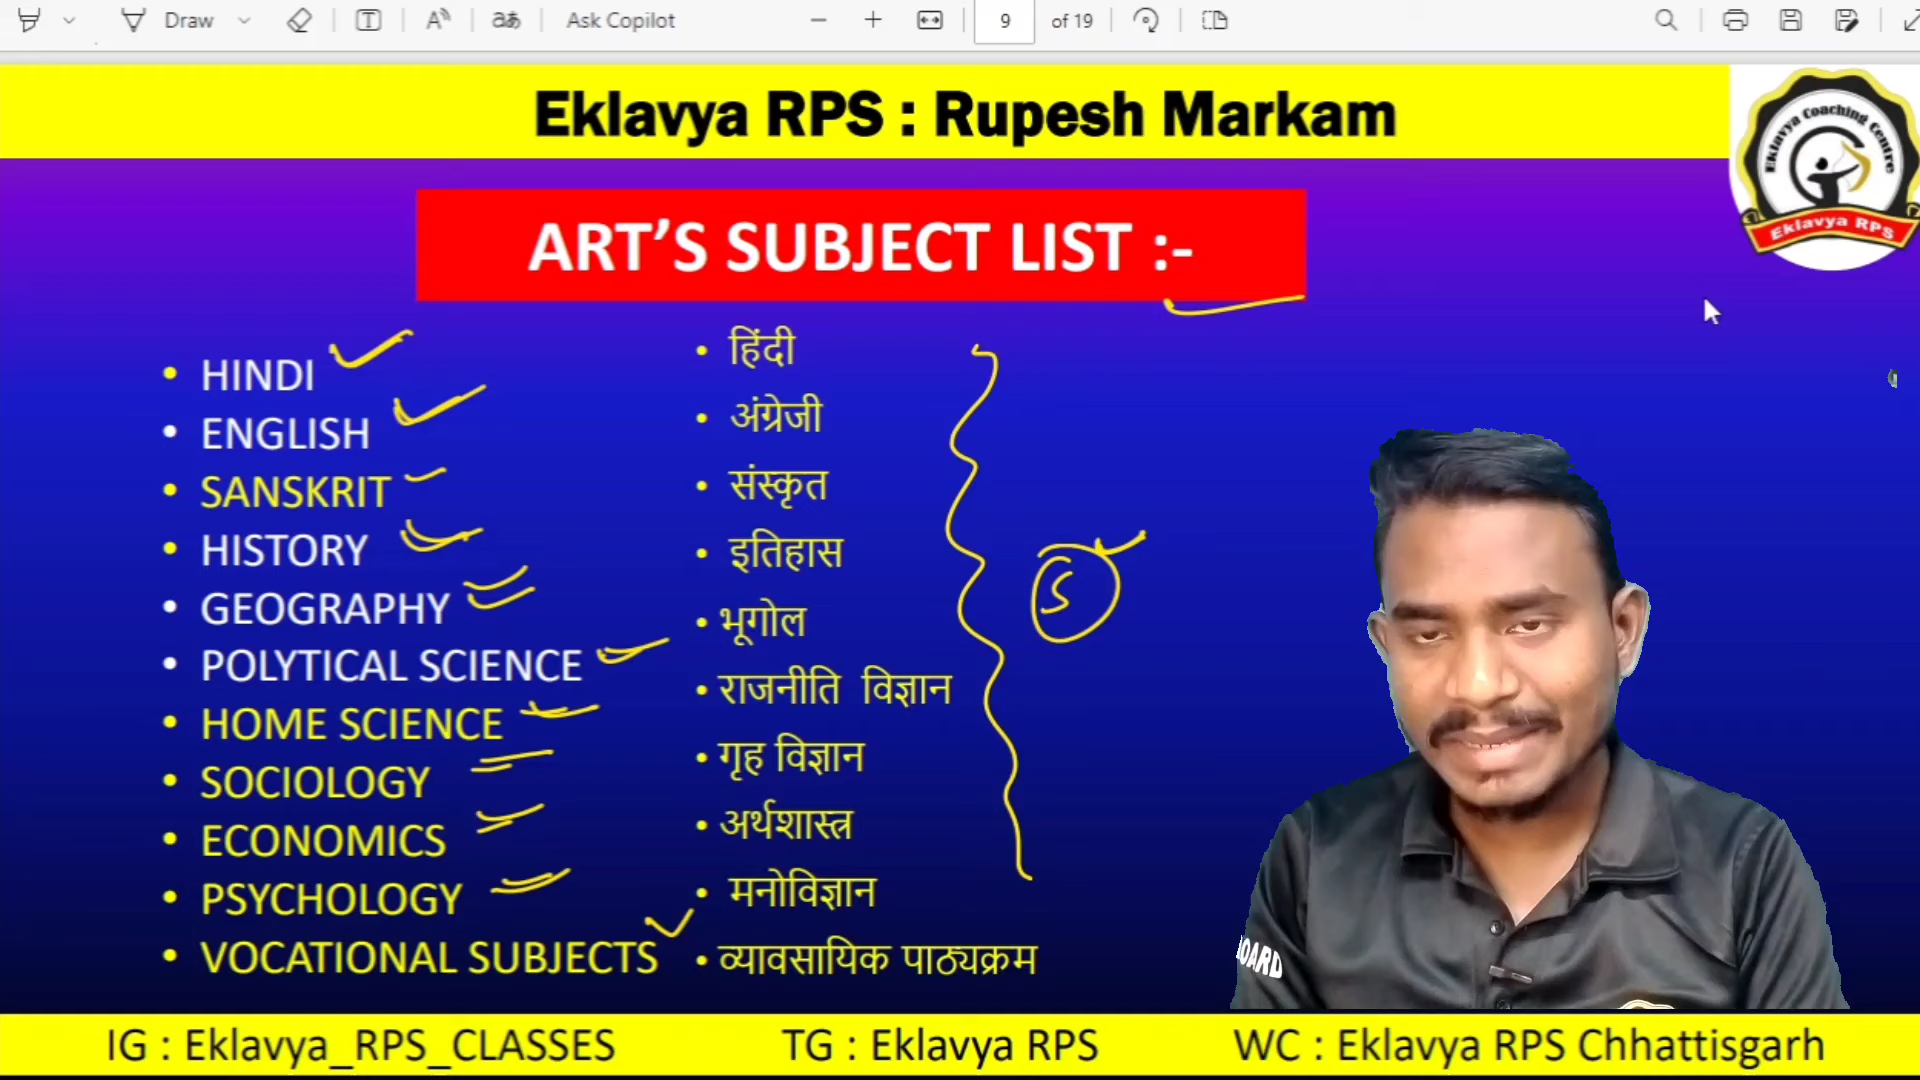 Draw
Ask Copilot
9 of 19
Eklavya RPS : Rupesh Markam
Eklavya Coaching Centre
Eklavya RPS
ART’S SUBJECT LIST :-
• HINDI
• ENGLISH
• SANSKRIT
• HISTORY
• GEOGRAPHY
• POLYTICAL SCIENCE
• HOME SCIENCE
• SOCIOLOGY
• ECONOMICS
• PSYCHOLOGY
• VOCATIONAL SUBJECTS
• हिंदी
• अंग्रेजी
• संस्कृत
• इतिहास
• भूगोल
• राजनीति विज्ञान
• गृह विज्ञान
• अर्थशास्त्र
• मनोविज्ञान
• व्यावसायिक पाठ्यक्रम
5
OARD
IG : Eklavya_RPS_CLASSES TG : Eklavya RPS WC : Eklavya RPS Chhattisgarh